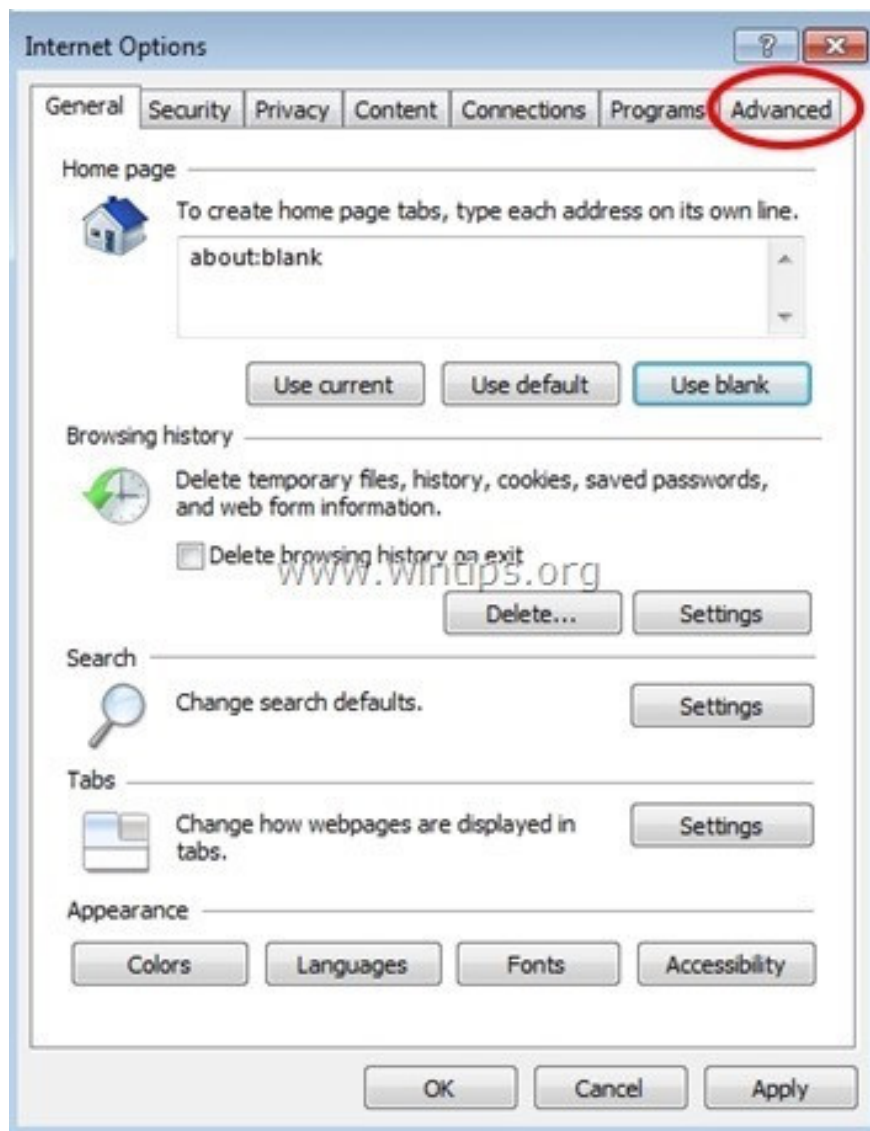 Internet Options
General Security Privacy Content Connections Programs Advanced
Home page
To create home page tabs, type each address on its own line.
about:blank
Use current Use default Use blank
Browsing history
Delete temporary files, history, cookies, saved passwords,
and web form information.
Delete browsing history on exit
www.wintips.org
Delete... Settings
Search
Change search defaults. Settings
Tabs
Change how webpages are displayed in
tabs.
Settings
Appearance
Colors Languages Fonts Accessibility
OK Cancel Apply